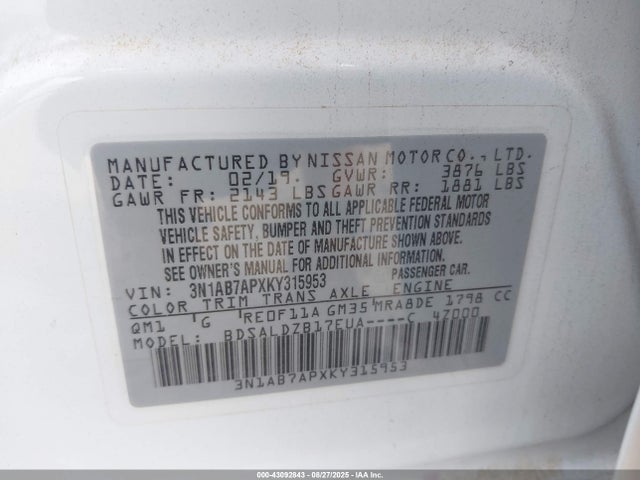 MANUFACTURED BY NISSAN MOTOR CO., LTD.
DATE: 02/19. GVWR: 3876 LBS
GAWR FR: 2143 LBS GAWR RR: 1881 LBS
THIS VEHICLE CONFORMS TO ALL APPLICABLE FEDERAL MOTOR
VEHICLE SAFETY, BUMPER AND THEFT PREVENTION STANDARDS
IN EFFECT ON THE DATE OF MANUFACTURE SHOWN ABOVE.
SEE OWNER'S MANUAL FOR ADDITIONAL INFORMATION
VIN: 3N1AB7APXKY315953 PASSENGER CAR.
COLOR TRIM TRANS AXLE ENGINE
QM1 G RE0F11A GM35 MRA8DE 1798 CC
MODEL: BDSALDZB17EUA----C 47000
3N1AB7APXKY315953
000-43092843 - 08/27/2025 - IAA Inc.